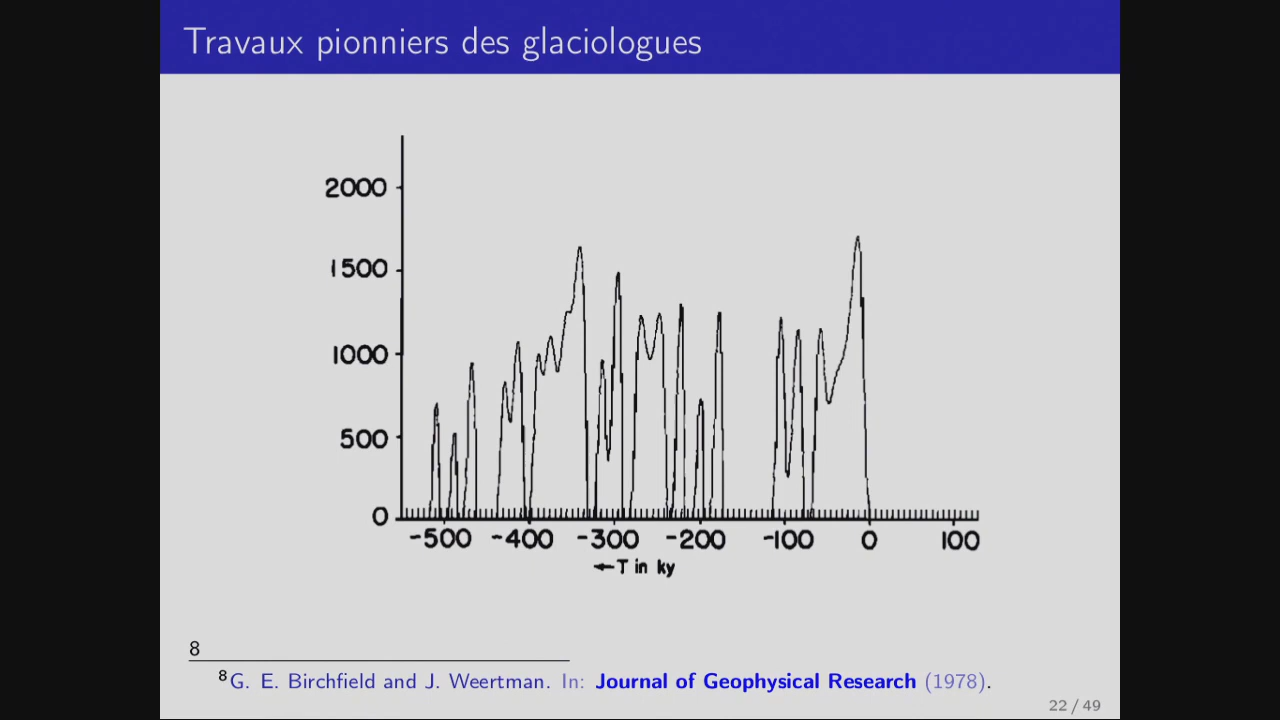 Travaux pionniers des glaciologues
2000
1500
1000
500
0
-500 -400 -300 -200 -100 0 100
←T in ky
8
8G. E. Birchfield and J. Weertman. In: Journal of Geophysical Research (1978).
22 / 49